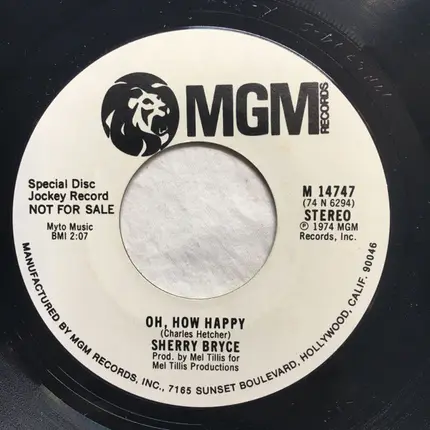 MGM RECORDS
Special Disc
Jockey Record
NOT FOR SALE
Myto Music
BMI 2:07
M 14747
(74 N 6294)
STEREO
℗ 1974 MGM
Records, Inc.
OH, HOW HAPPY
(Charles Hetcher)
SHERRY BRYCE
Prod. by Mel Tillis for
Mel Tillis Productions
MANUFACTURED BY MGM RECORDS, INC., 7165 SUNSET BOULEVARD, HOLLYWOOD, CALIF. 90046